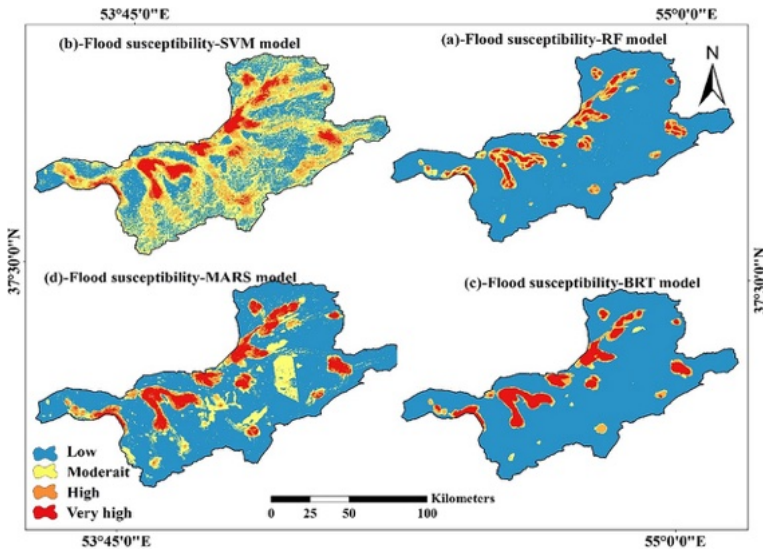 53°45'0"E 55°0'0"E
(b)-Flood susceptibility-SVM model (a)-Flood susceptibility-RF model
N
37°30'0"N 37°30'0"N
(d)-Flood susceptibility-MARS model (c)-Flood susceptibility-BRT model
Low
Moderait
High
Very high
Kilometers
0 25 50 100
53°45'0"E 55°0'0"E